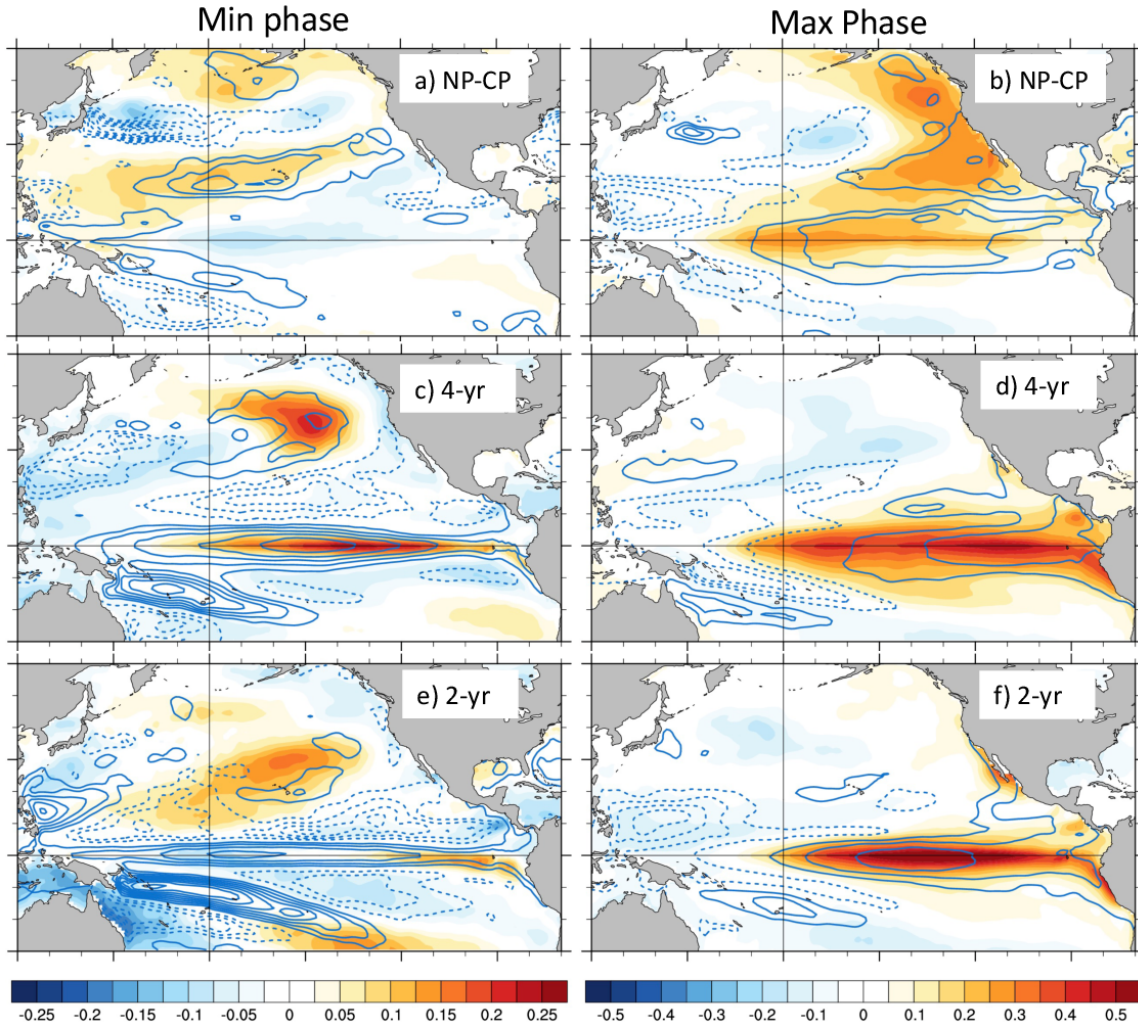 Min phase
Max Phase
a) NP-CP
b) NP-CP
c) 4-yr
d) 4-yr
e) 2-yr
f) 2-yr
-0.25 -0.2 -0.15 -0.1 -0.05 0 0.05 0.1 0.15 0.2 0.25
-0.5 -0.4 -0.3 -0.2 -0.1 0 0.1 0.2 0.3 0.4 0.5